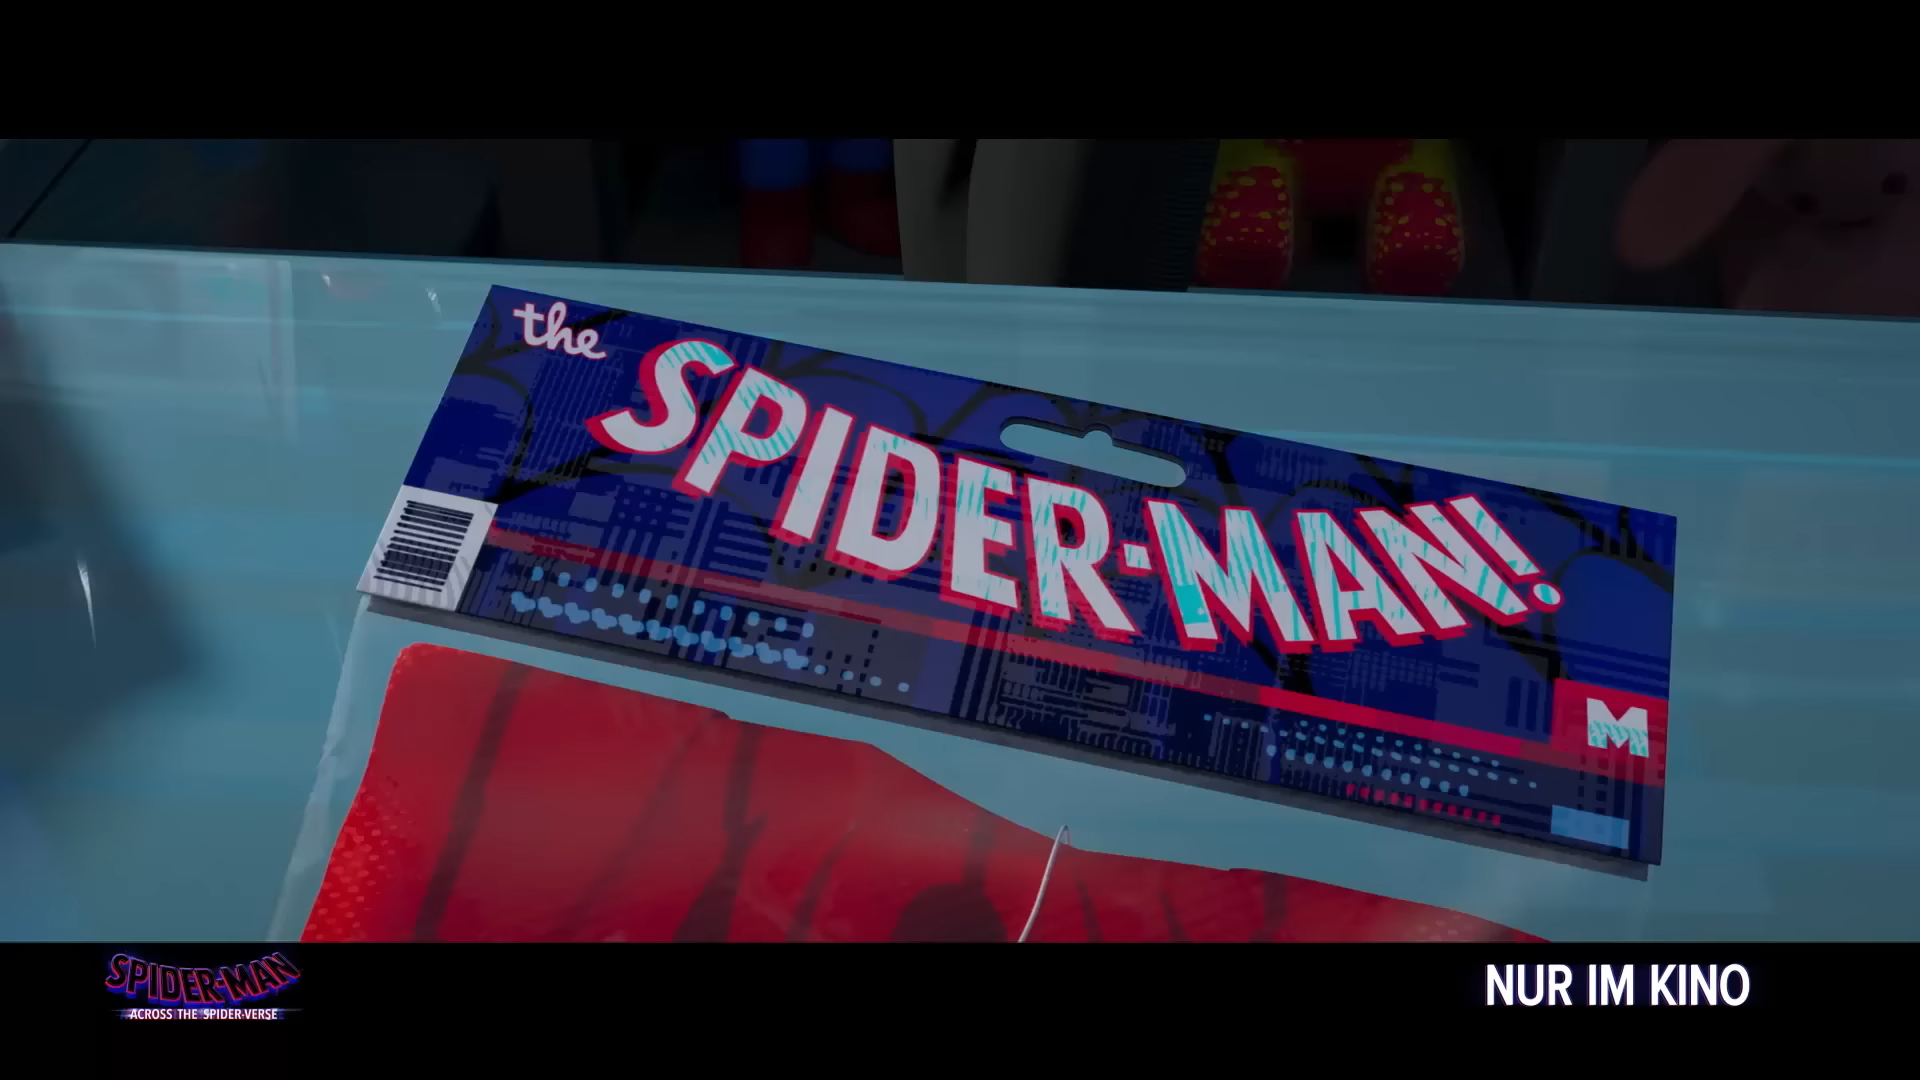 the
SPIDER-MAN!
M
SPIDER-MAN
ACROSS THE SPIDER-VERSE
NUR IM KINO